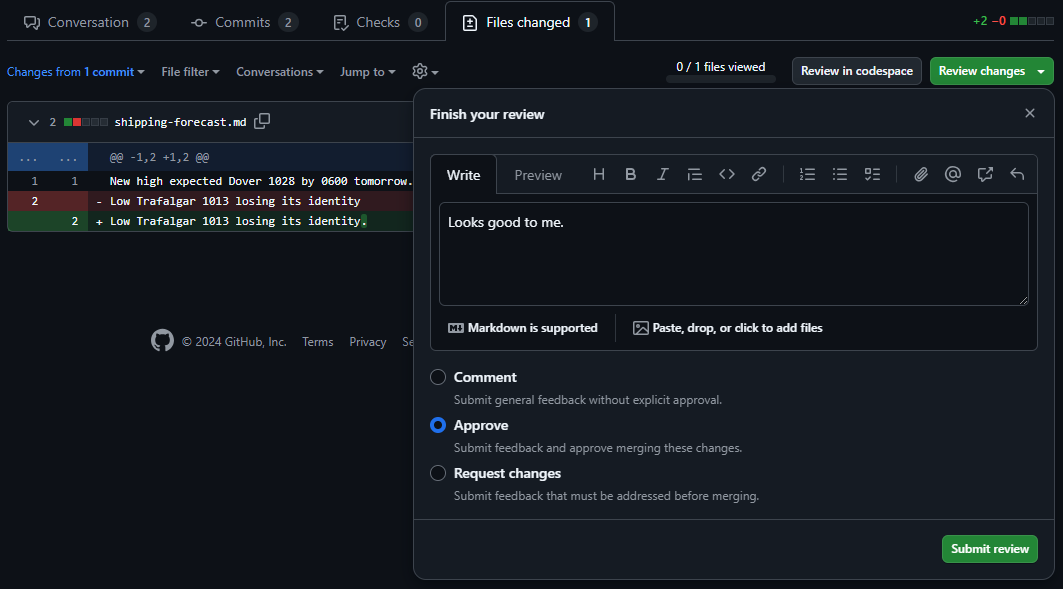 Conversation 2 Commits 2 Checks 0 Files changed 1 +2 −0
Changes from 1 commit File filter Conversations Jump to 0 / 1 files viewed Review in codespace Review changes
2 shipping-forecast.md
Finish your review
... ... @@ -1,2 +1,2 @@
1 1 New high expected Dover 1028 by 0600 tomorrow.
2 - Low Trafalgar 1013 losing its identity
2 + Low Trafalgar 1013 losing its identity.
Write Preview
Looks good to me.
Markdown is supported Paste, drop, or click to add files
© 2024 GitHub, Inc. Terms Privacy
Comment
Submit general feedback without explicit approval.
Approve
Submit feedback and approve merging these changes.
Request changes
Submit feedback that must be addressed before merging.
Submit review